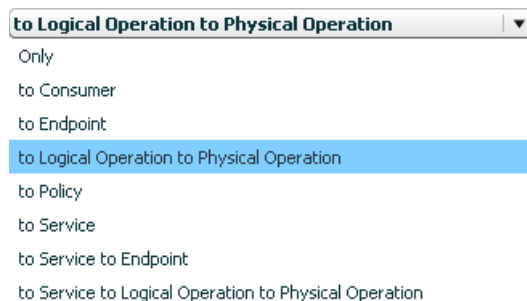 to Logical Operation to Physical Operation
Only
to Consumer
to Endpoint
to Logical Operation to Physical Operation
to Policy
to Service
to Service to Endpoint
to Service to Logical Operation to Physical Operation